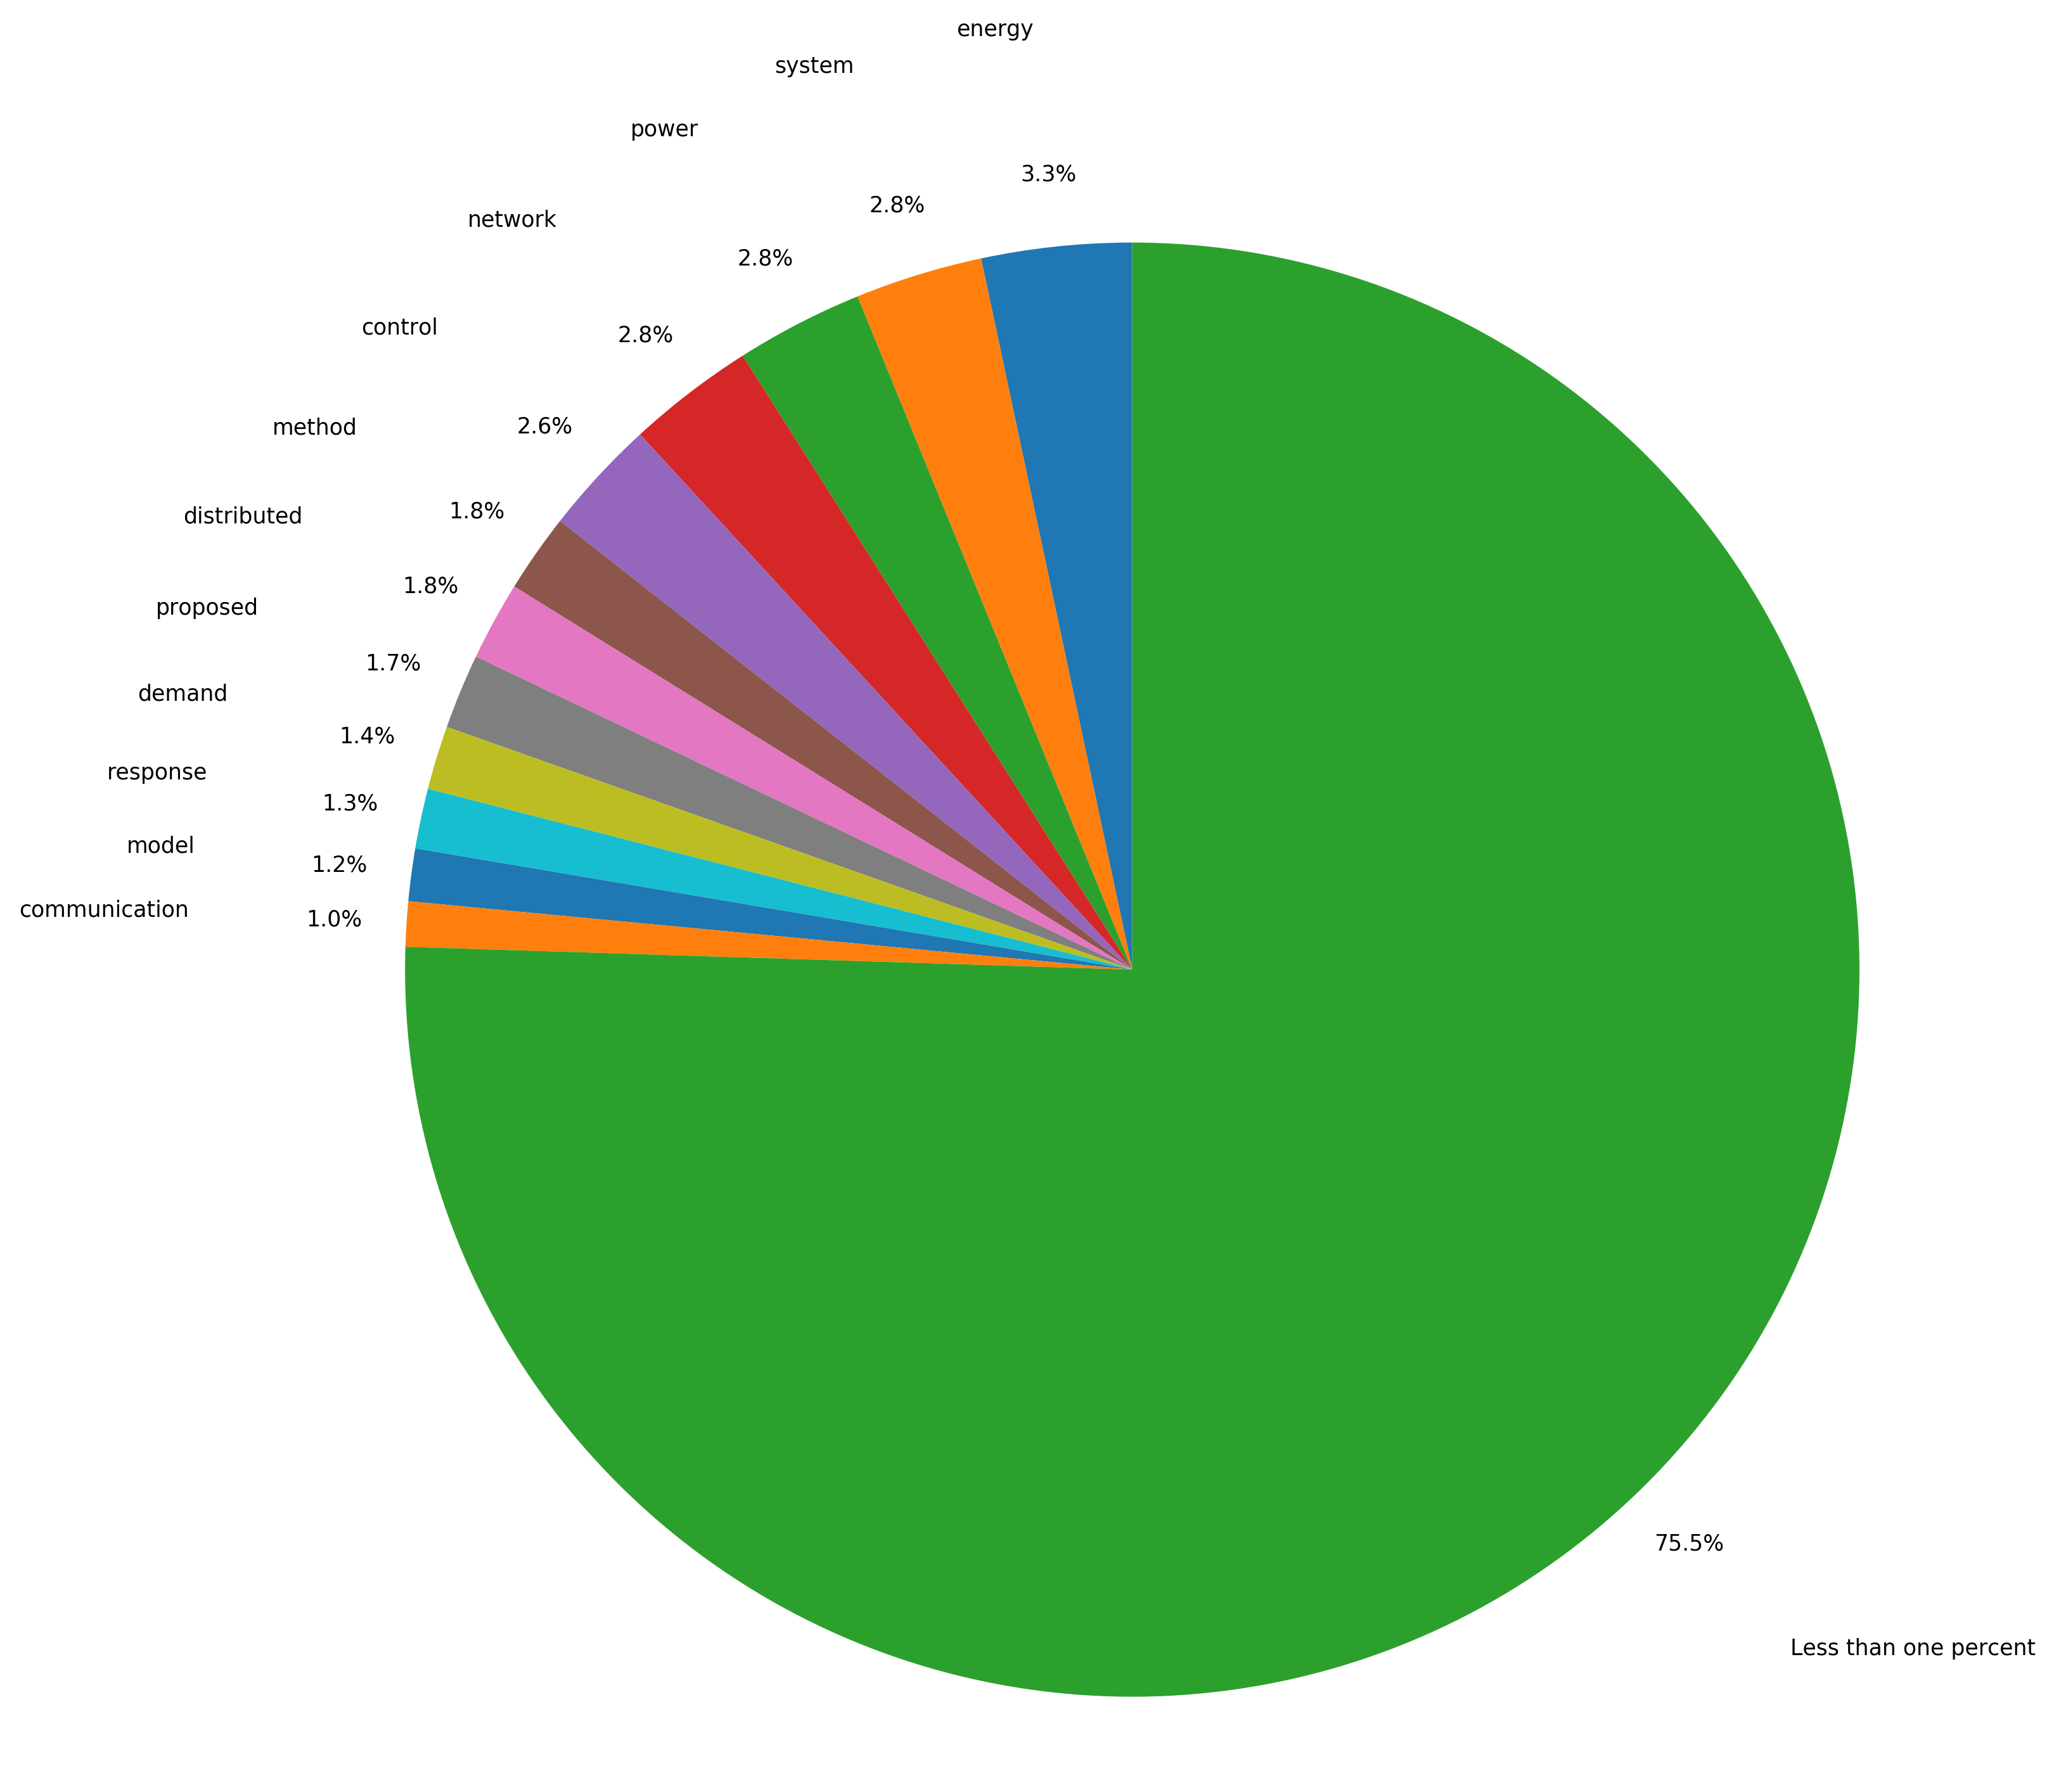 energy
system
power
3.3%
2.8%
network
2.8%
control
2.8%
method
2.6%
distributed
1.8%
1.8%
proposed
1.7%
demand
1.4%
response
1.3%
model
1.2%
communication
1.0%
75.5%
Less than one percent